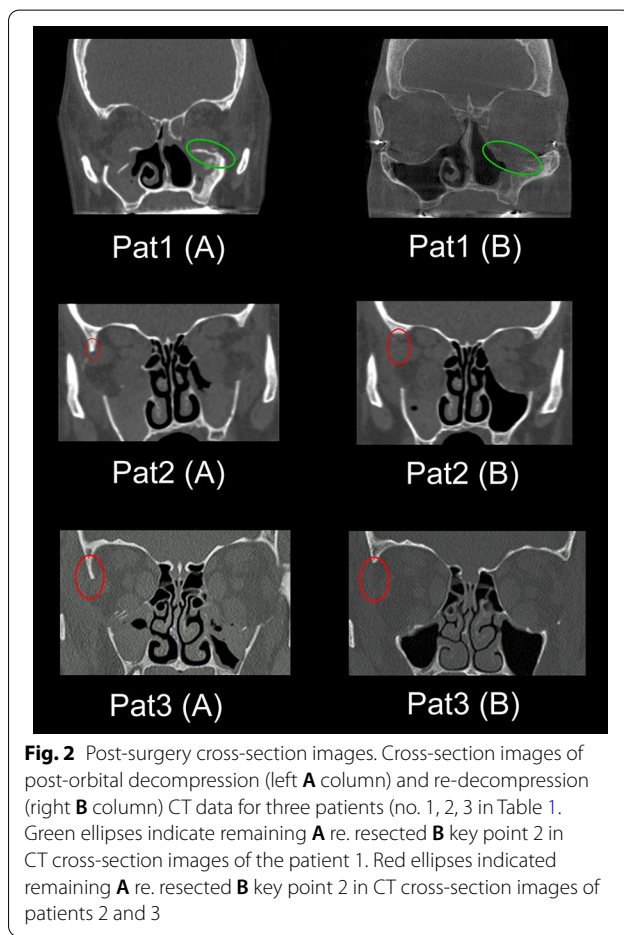 Pat1 (A)
Pat1 (B)
Pat2 (A)
Pat2 (B)
Pat3 (A)
Pat3 (B)
Fig. 2 Post-surgery cross-section images. Cross-section images of
post-orbital decompression (left A column) and re-decompression
(right B column) CT data for three patients (no. 1, 2, 3 in Table 1.
Green ellipses indicate remaining A re. resected B key point 2 in
CT cross-section images of the patient 1. Red ellipses indicated
remaining A re. resected B key point 2 in CT cross-section images of
patients 2 and 3